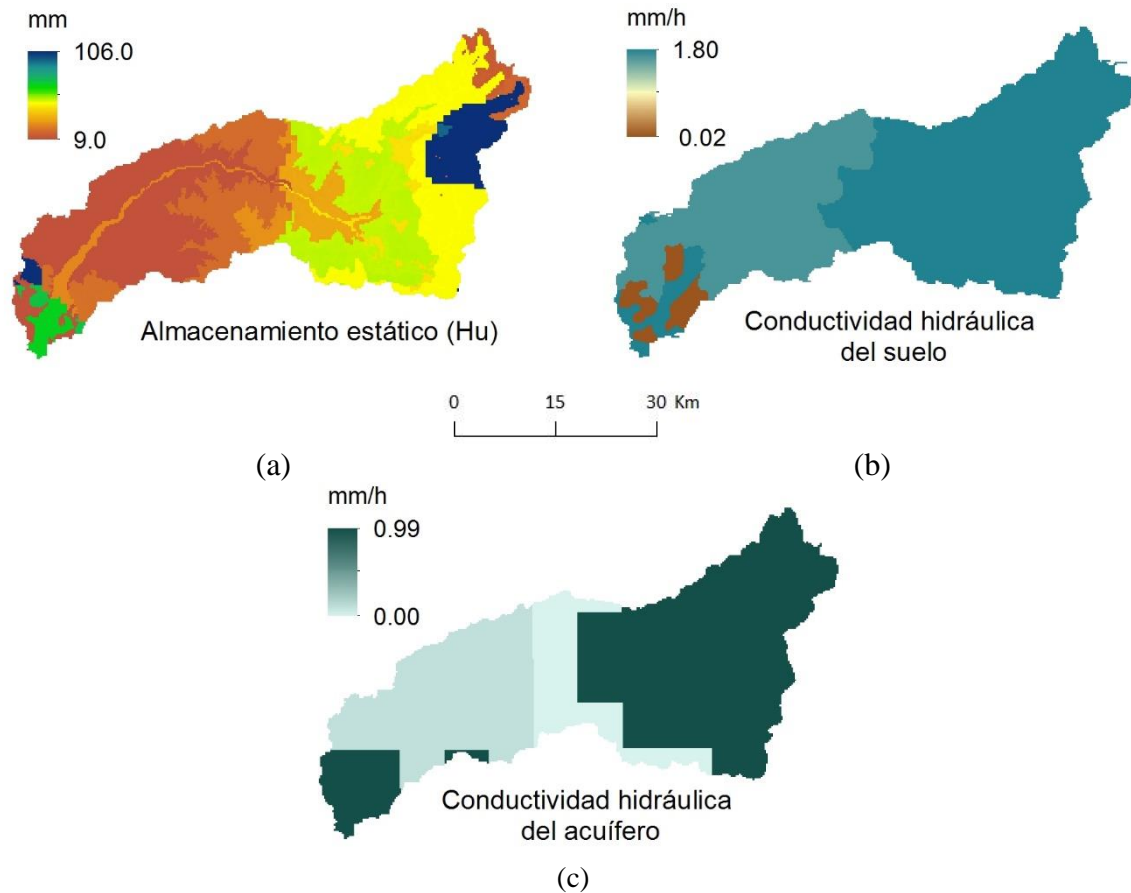 mm
106.0
9.0
Almacenamiento estático (Hu)
mm/h
1.80
0.02
Conductividad hidráulica
del suelo
0 15 30 Km
(a)
(b)
mm/h
0.99
0.00
Conductividad hidráulica
del acuífero
(c)